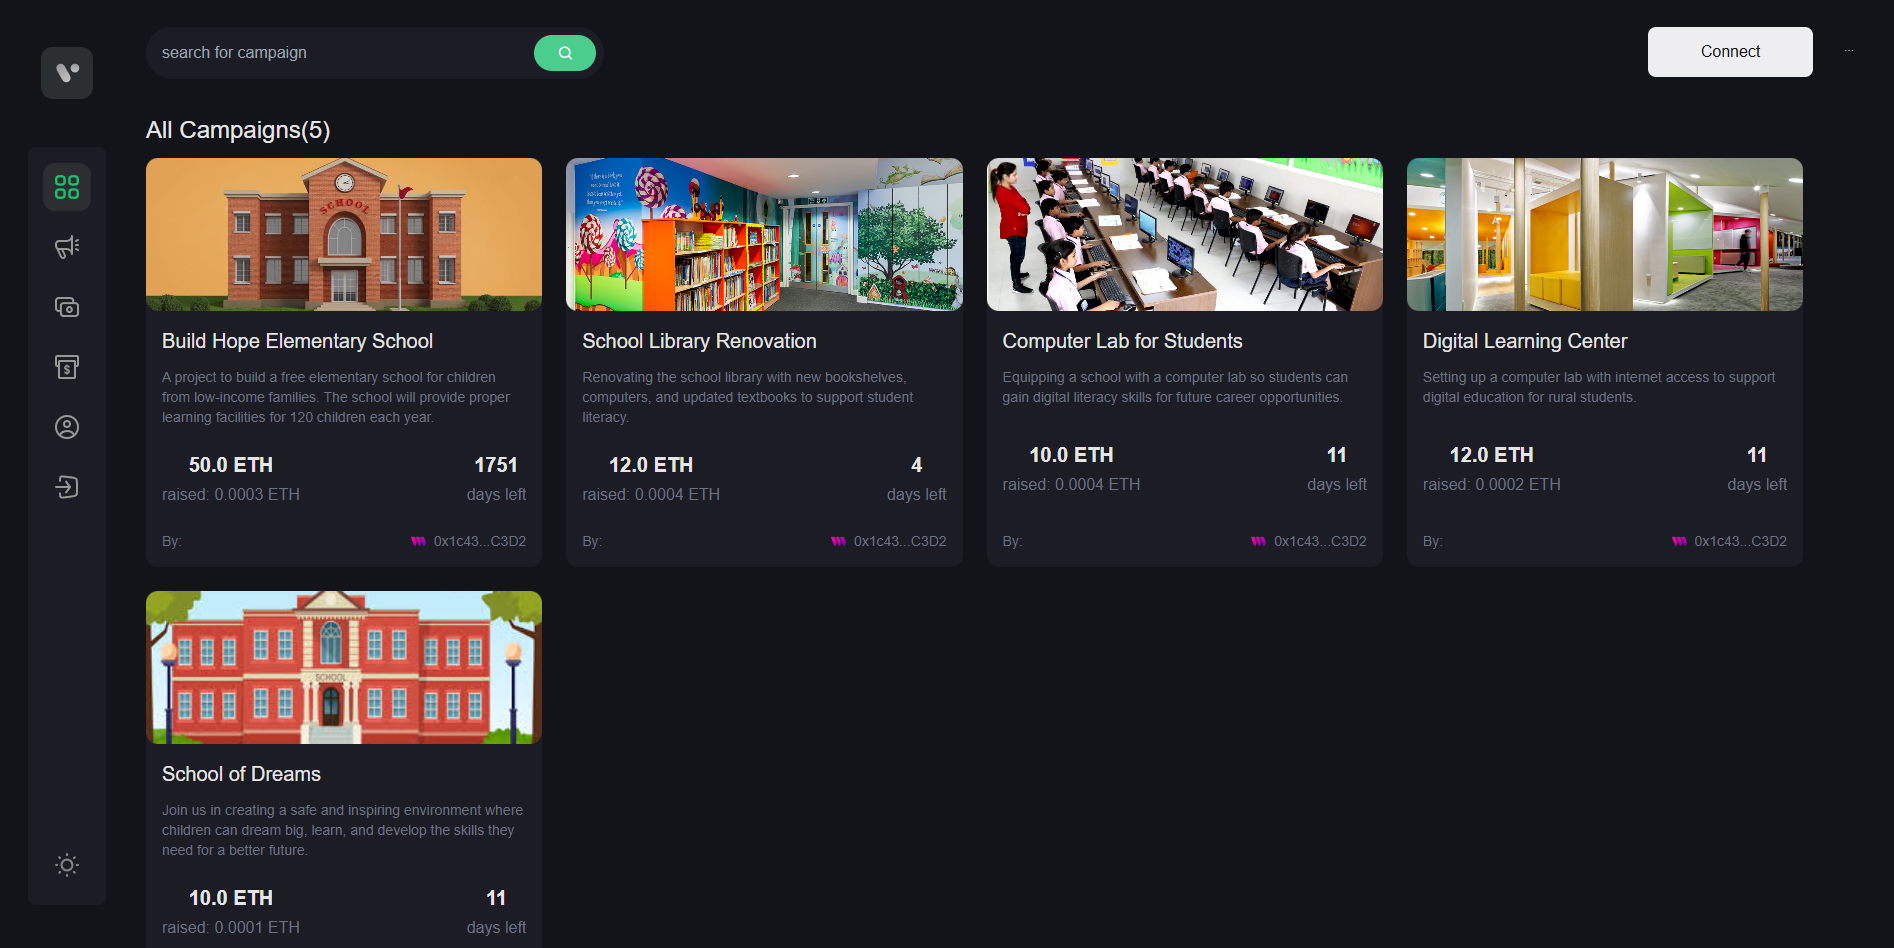 search for campaign
Connect
...
All Campaigns(5)
SCHOOL
Build Hope Elementary School
A project to build a free elementary school for children
from low-income families. The school will provide proper
learning facilities for 120 children each year.
50.0 ETH
1751
raised: 0.0003 ETH
days left
By:
0x1c43...C3D2
School Library Renovation
Renovating the school library with new bookshelves,
computers, and updated textbooks to support student
literacy.
12.0 ETH
4
raised: 0.0004 ETH
days left
By:
0x1c43...C3D2
Computer Lab for Students
Equipping a school with a computer lab so students can
gain digital literacy skills for future career opportunities.
10.0 ETH
11
raised: 0.0004 ETH
days left
By:
0x1c43...C3D2
Digital Learning Center
Setting up a computer lab with internet access to support
digital education for rural students.
12.0 ETH
11
raised: 0.0002 ETH
days left
By:
0x1c43...C3D2
SCHOOL
School of Dreams
Join us in creating a safe and inspiring environment where
children can dream big, learn, and develop the skills they
need for a better future.
10.0 ETH
11
raised: 0.0001 ETH
days left